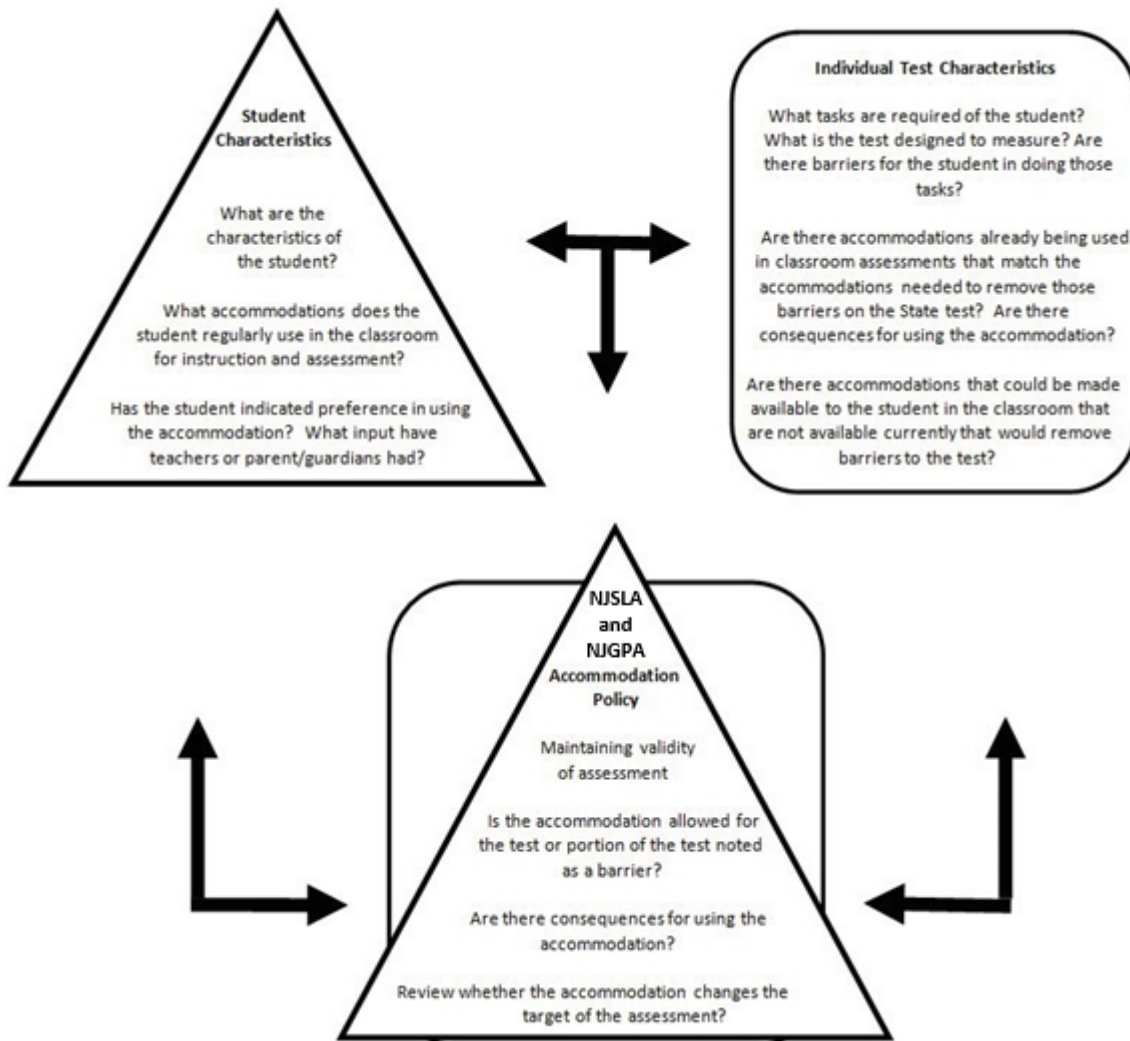 Student
Characteristics
What are the
characteristics of
the student?
What accommodations does the
student regularly use in the classroom
for instruction and assessment?
Has the student indicated preference in using
the accommodation? What input have
teachers or parent/guardians had?
Individual Test Characteristics
What tasks are required of the student?
What is the test designed to measure? Are
there barriers for the student in doing those
tasks?
Are there accommodations already being used
in classroom assessments that match the
accommodations needed to remove those
barriers on the State test? Are there
consequences for using the accommodation?
Are there accommodations that could be made
available to the student in the classroom that
are not available currently that would remove
barriers to the test?
NJSLA
and
NJGPA
Accommodation
Policy
Maintaining validity
of assessment
Is the accommodation allowed for
the test or portion of the test noted
as a barrier?
Are there consequences for using the
accommodation?
Review whether the accommodation changes the
target of the assessment?